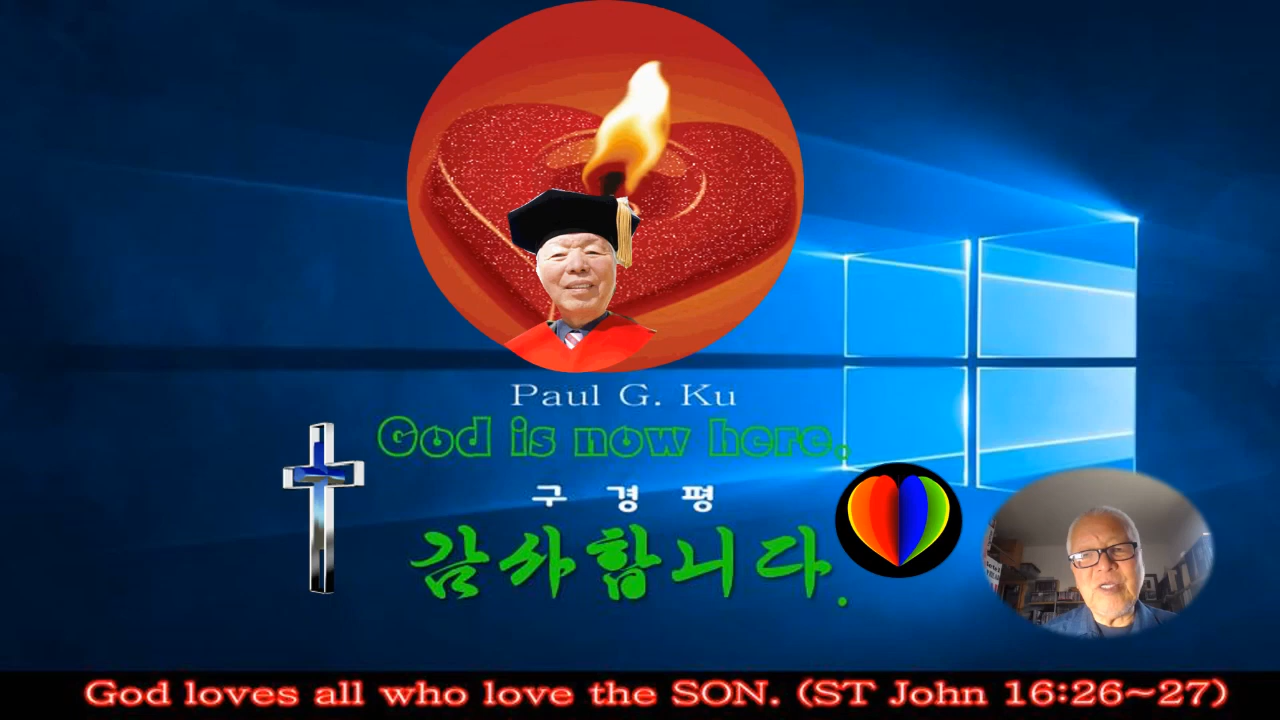 Paul G. Ku
God is now here.
구 경 평
감사합니다.
God loves all who love the SON. (ST John 16:26~27)